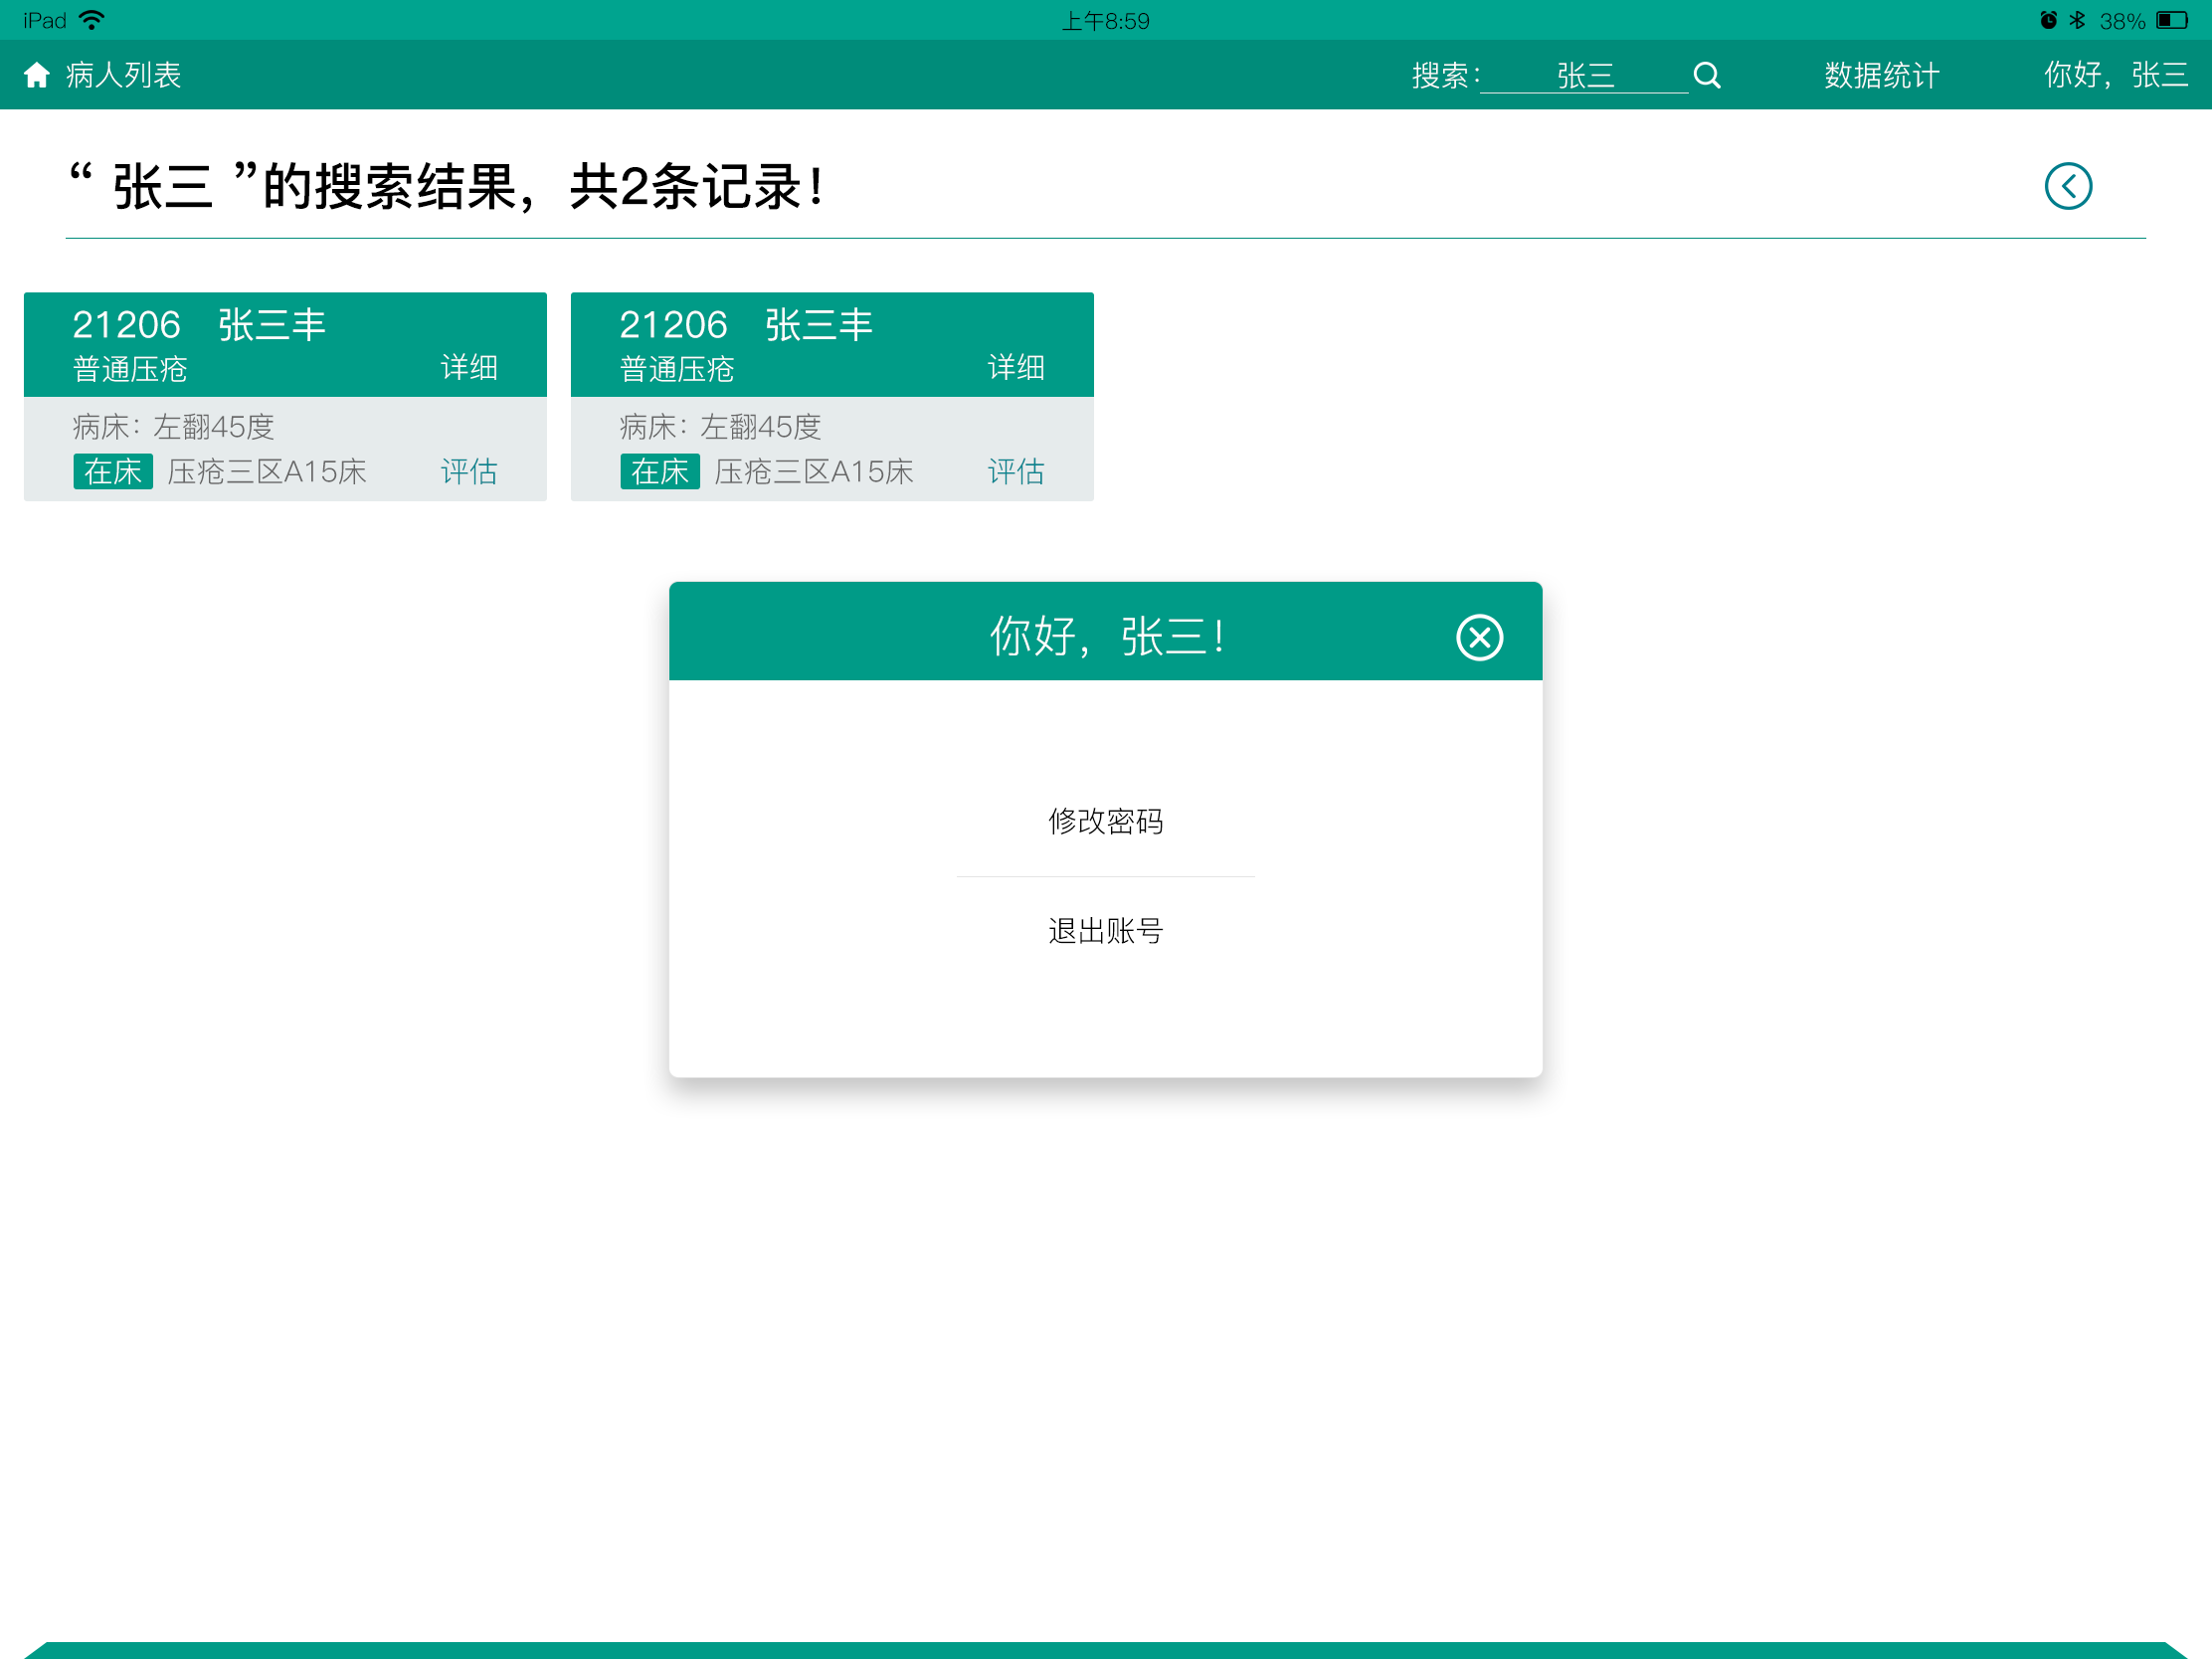 iPad 上午8:59 38%
病人列表 搜索：张三 数据统计 你好，张三
“ 张三 ”的搜索结果，共2条记录！
21206 张三丰
普通压疮 详细
病床：左翻45度
在床 压疮三区A15床 评估
21206 张三丰
普通压疮 详细
病床：左翻45度
在床 压疮三区A15床 评估
你好，张三！
修改密码
退出账号